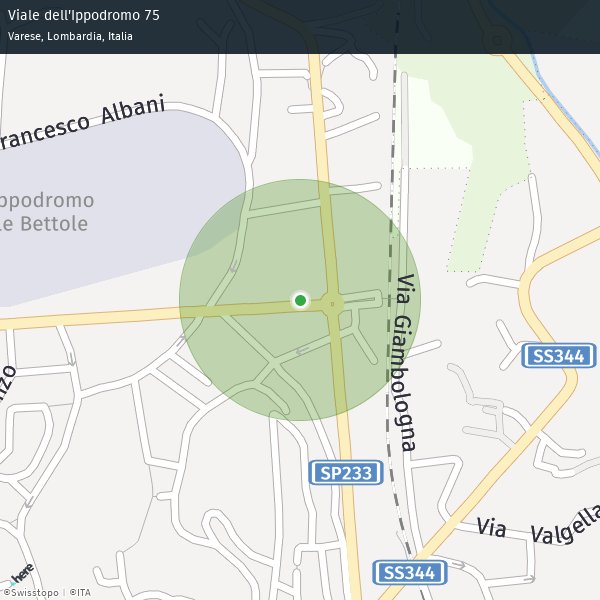 Viale dell'Ippodromo 75
Varese, Lombardia, Italia
G
rancesco Albani
Ippodromo
Le Bettole
Via Giambologna
SS344
nzo
SP233
Via Valgella
SS344
here
©Swisstopo | ©ITA